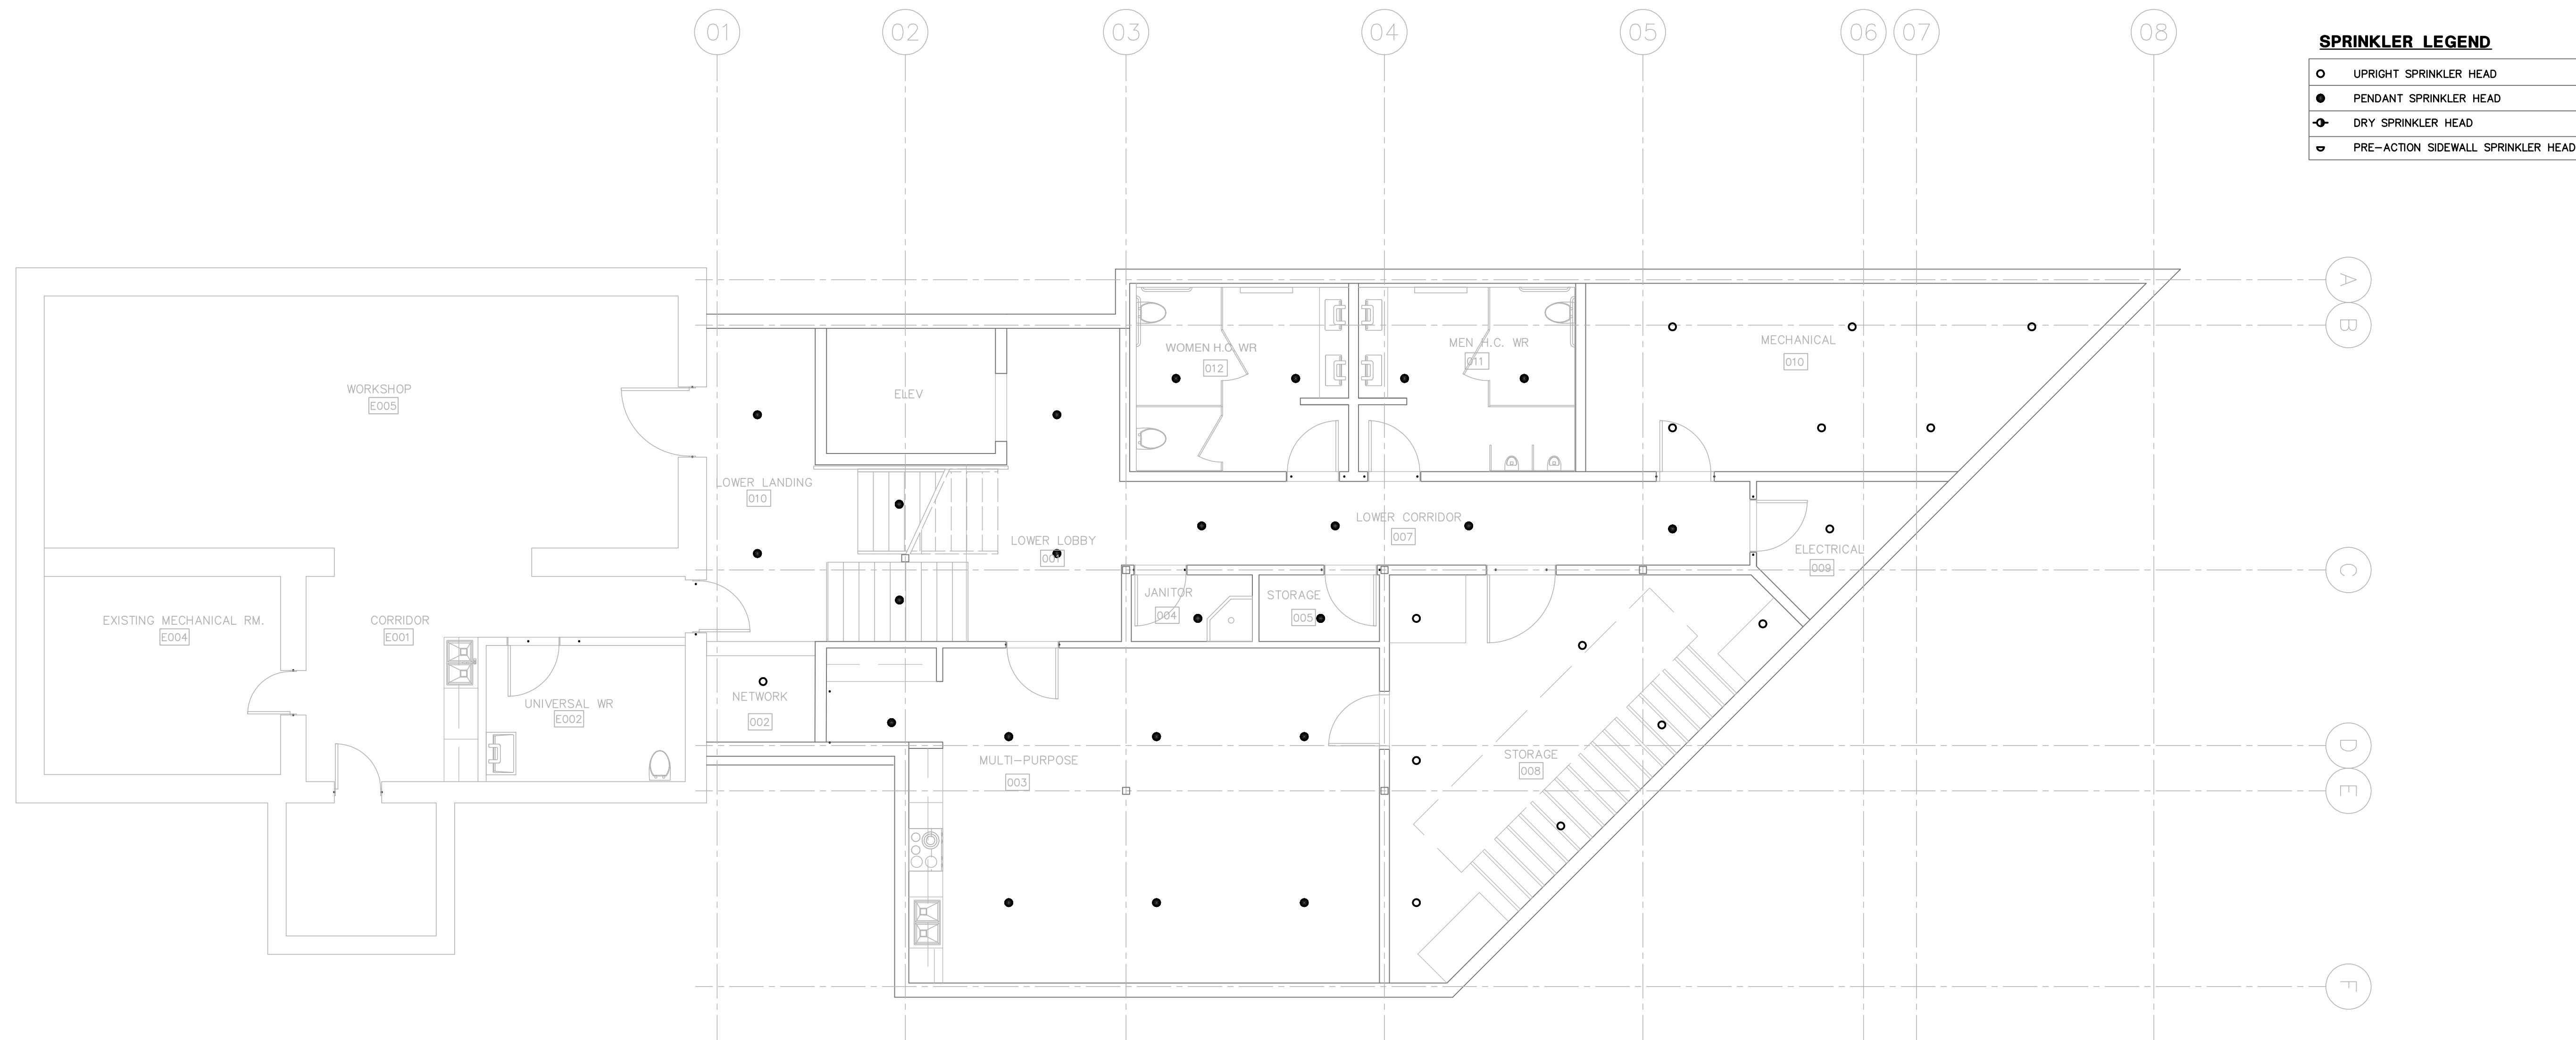 01 02 03 04 05 06 07 08
SPRINKLER LEGEND
UPRIGHT SPRINKLER HEAD
PENDANT SPRINKLER HEAD
DRY SPRINKLER HEAD
PRE-ACTION SIDEWALL SPRINKLER HEAD
A
B
WOMEN H.C. WR
012
MEN H.C. WR
011
MECHANICAL
010
WORKSHOP
E005
ELEV
LOWER LANDING
010
LOWER LOBBY
001
LOWER CORRIDOR
007
ELECTRICAL
009
C
JANITOR
004
STORAGE
005
EXISTING MECHANICAL RM.
E004
CORRIDOR
E001
UNIVERSAL WR
E002
NETWORK
002
MULTI-PURPOSE
003
STORAGE
008
D
E
F